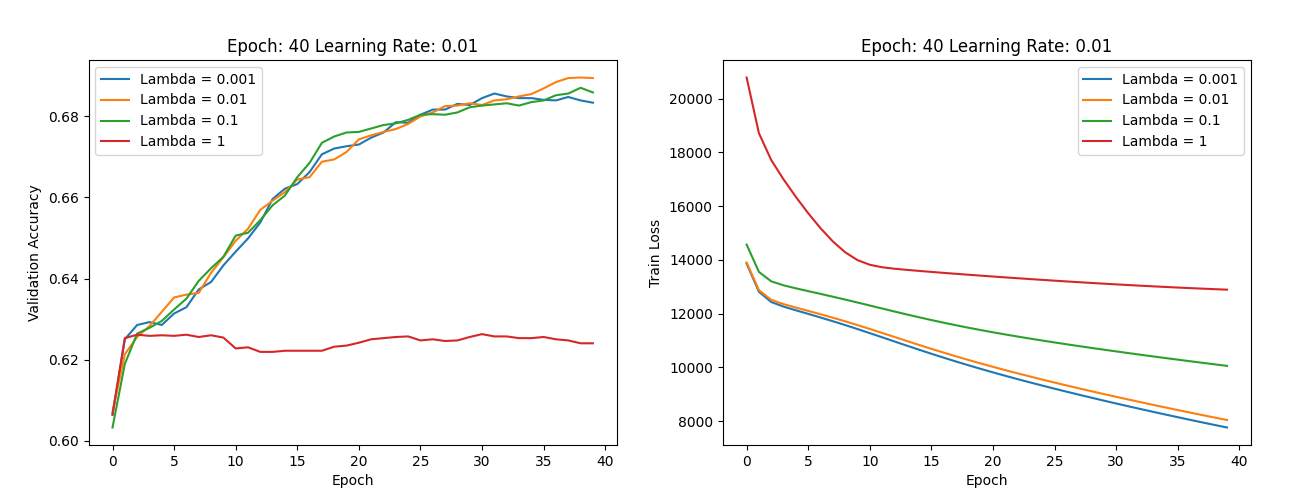 Epoch: 40 Learning Rate: 0.01
Lambda = 0.001
Lambda = 0.01
Lambda = 0.1
Lambda = 1
0.68
0.66
0.64
0.62
0.60
Validation Accuracy
0 5 10 15 20 25 30 35 40
Epoch
Epoch: 40 Learning Rate: 0.01
Lambda = 0.001
Lambda = 0.01
Lambda = 0.1
Lambda = 1
20000
18000
16000
14000
12000
10000
8000
Train Loss
0 5 10 15 20 25 30 35 40
Epoch